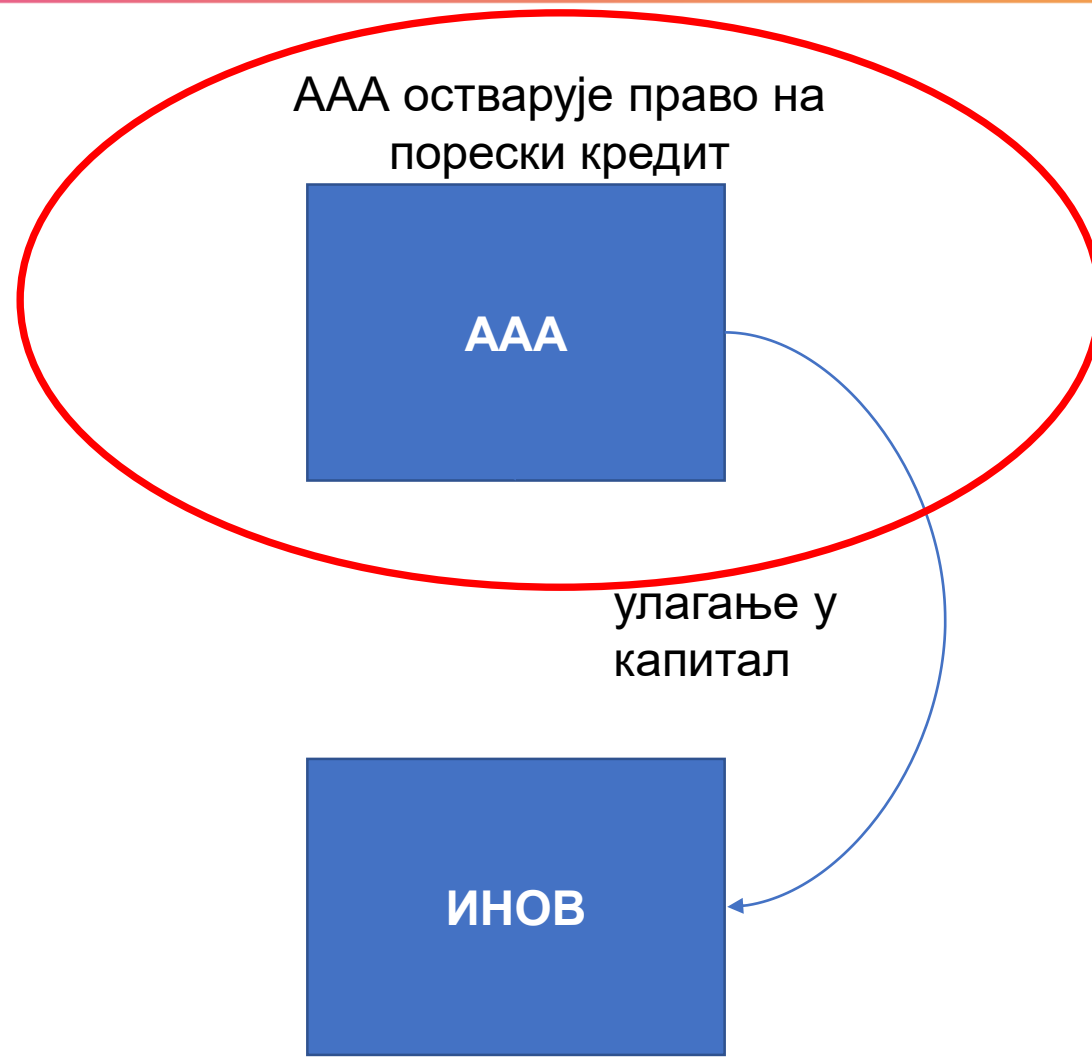 ААА остварује право на
порески кредит
ААА
улагање у
капитал
ИНОВ